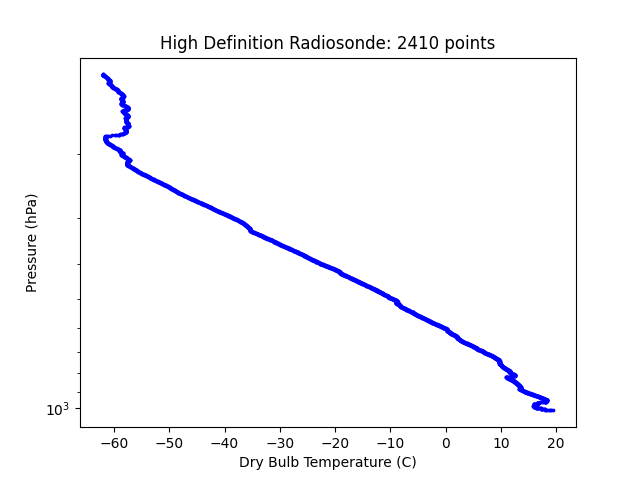 High Definition Radiosonde: 2410 points
Pressure (hPa)
10³
−60 −50 −40 −30 −20 −10 0 10 20
Dry Bulb Temperature (C)